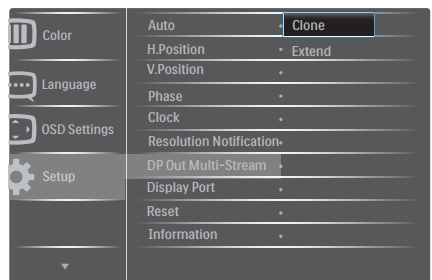 Color
Language
OSD Settings
Setup
Auto
H.Position
V.Position
Phase
Clock
Resolution Notification
DP Out Multi-Stream
Display Port
Reset
Information
Clone
Extend